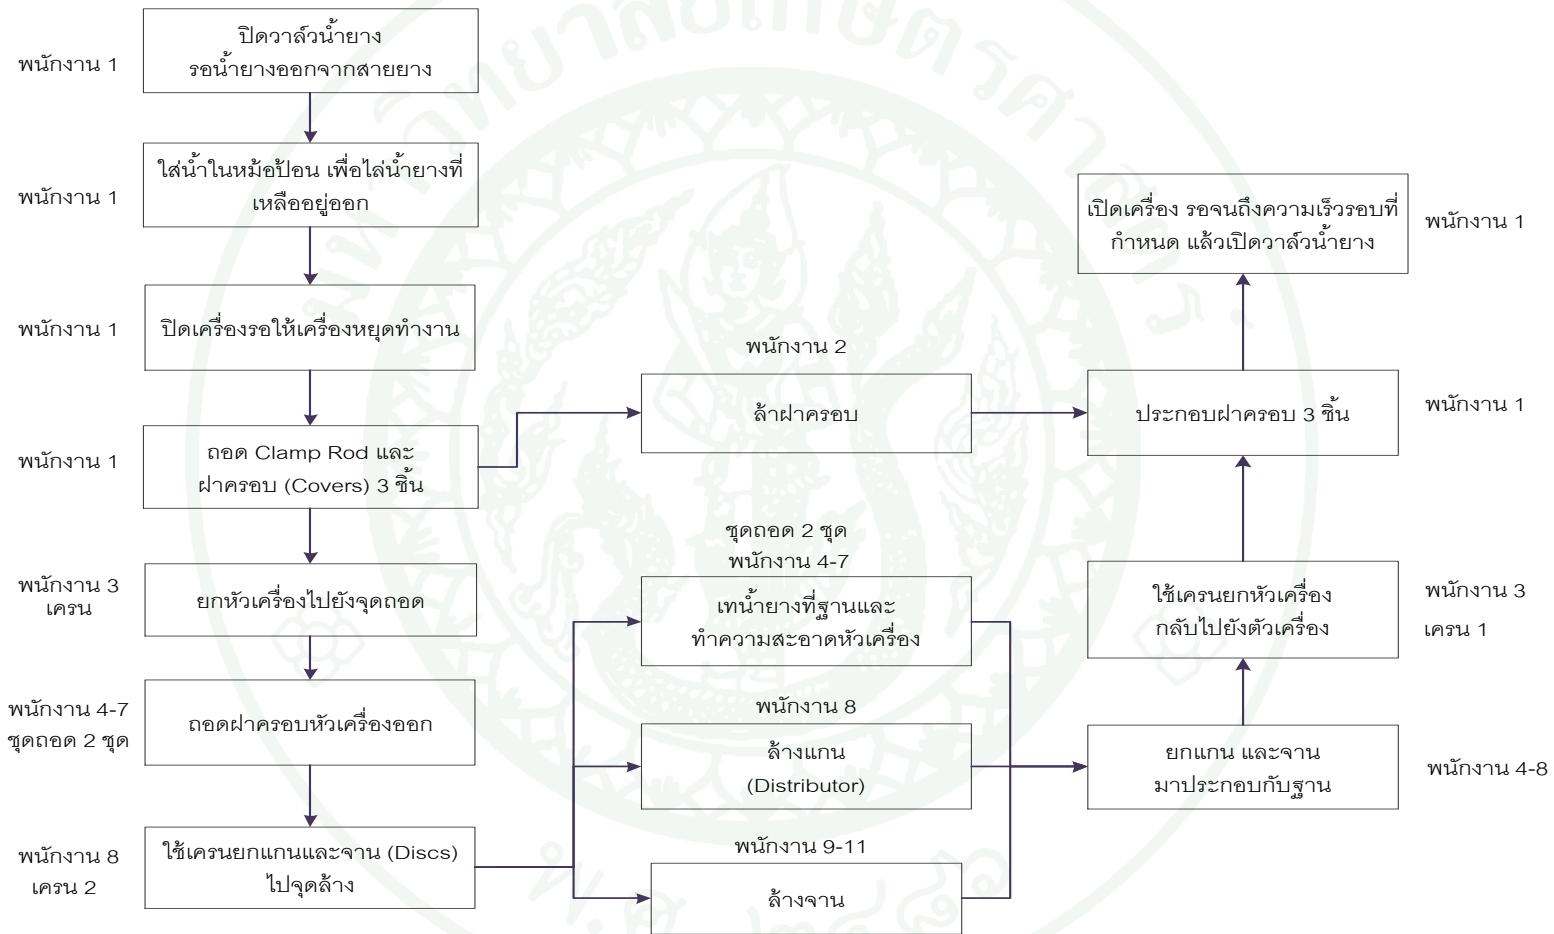 พนักงาน 1
ปิดวาล์วน้ำยาง
รอน้ำยางออกจากสายยาง
พนักงาน 1
ใส่น้ำในหม้อป้อน เพื่อไล่น้ำยางที่
เหลืออยู่ออก
พนักงาน 1
ปิดเครื่องรอให้เครื่องหยุดทำงาน
พนักงาน 1
ถอด Clamp Rod และ
ฝาครอบ (Covers) 3 ชิ้น
พนักงาน 3
เครน
ยกหัวเครื่องไปยังจุดถอด
พนักงาน 4-7
ชุดถอด 2 ชุด
ถอดฝาครอบหัวเครื่องออก
พนักงาน 8
เครน 2
ใช้เครนยกแกนและจาน (Discs)
ไปจุดล้าง
พนักงาน 2
ล้าฝาครอบ
ชุดถอด 2 ชุด
พนักงาน 4-7
เทน้ำยางที่ฐานและ
ทำความสะอาดหัวเครื่อง
พนักงาน 8
ล้างแกน
(Distributor)
พนักงาน 9-11
ล้างจาน
ยกแกน และจาน
มาประกอบกับฐาน
พนักงาน 4-8
ใช้เครนยกหัวเครื่อง
กลับไปยังตัวเครื่อง
พนักงาน 3
เครน 1
ประกอบฝาครอบ 3 ชิ้น
พนักงาน 1
เปิดเครื่อง รอจนถึงความเร็วรอบที่
กำหนด แล้วเปิดวาล์วน้ำยาง
พนักงาน 1